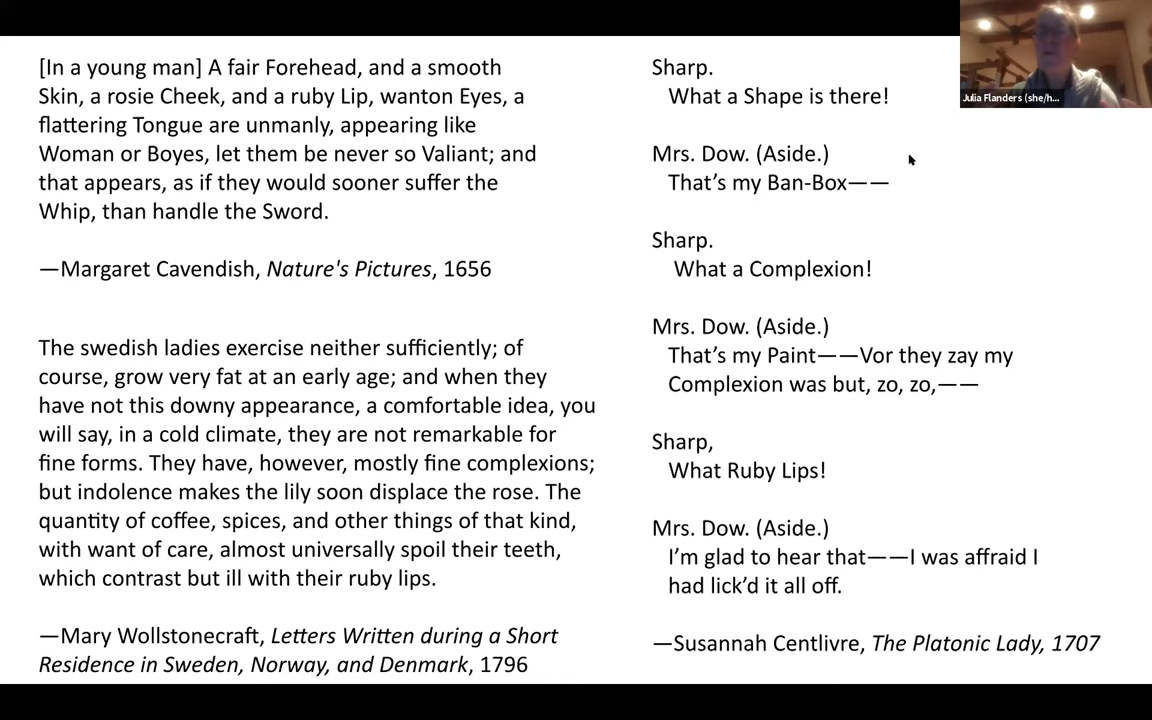 [In a young man] A fair Forehead, and a smooth
Skin, a rosie Cheek, and a ruby Lip, wanton Eyes, a
flattering Tongue are unmanly, appearing like
Woman or Boyes, let them be never so Valiant; and
that appears, as if they would sooner suffer the
Whip, than handle the Sword.
—Margaret Cavendish, Nature's Pictures, 1656
The swedish ladies exercise neither sufficiently; of
course, grow very fat at an early age; and when they
have not this downy appearance, a comfortable idea, you
will say, in a cold climate, they are not remarkable for
fine forms. They have, however, mostly fine complexions;
but indolence makes the lily soon displace the rose. The
quantity of coffee, spices, and other things of that kind,
with want of care, almost universally spoil their teeth,
which contrast but ill with their ruby lips.
—Mary Wollstonecraft, Letters Written during a Short
Residence in Sweden, Norway, and Denmark, 1796
Sharp.
What a Shape is there!
Mrs. Dow. (Aside.)
That’s my Ban-Box——
Sharp.
What a Complexion!
Mrs. Dow. (Aside.)
That’s my Paint——Vor they zay my
Complexion was but, zo, zo,——
Sharp,
What Ruby Lips!
Mrs. Dow. (Aside.)
I’m glad to hear that——I was affraid I
had lick’d it all off.
—Susannah Centlivre, The Platonic Lady, 1707
Julia Flanders (she/h...